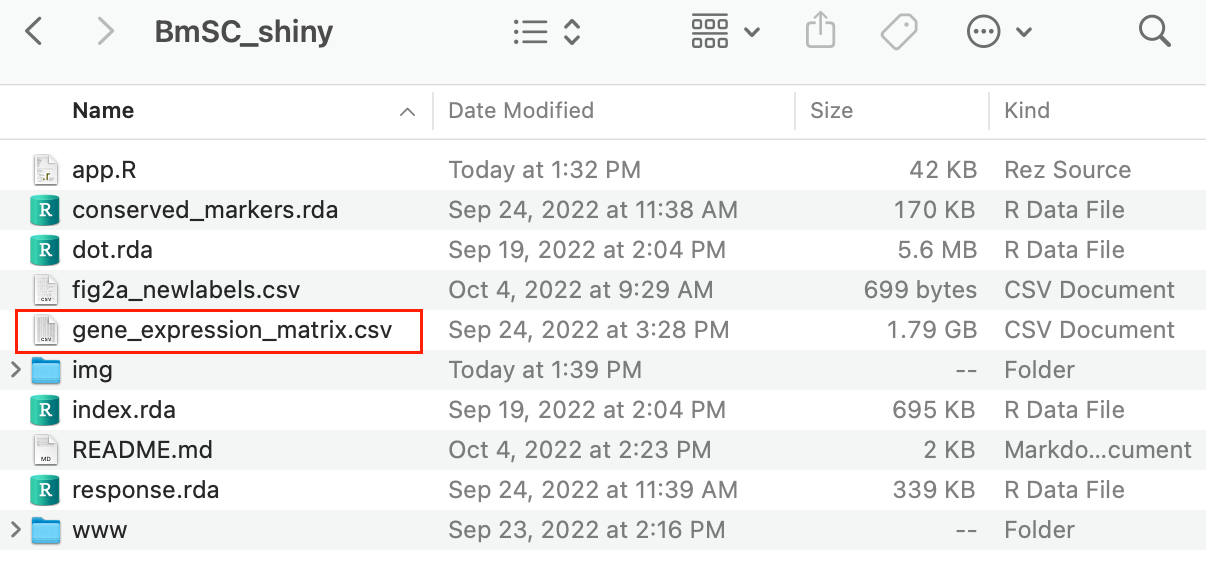 BmSC_shiny
Name Date Modified Size Kind
app.R Today at 1:32 PM 42 KB Rez Source
conserved_markers.rda Sep 24, 2022 at 11:38 AM 170 KB R Data File
dot.rda Sep 19, 2022 at 2:04 PM 5.6 MB R Data File
fig2a_newlabels.csv Oct 4, 2022 at 9:29 AM 699 bytes CSV Document
gene_expression_matrix.csv Sep 24, 2022 at 3:28 PM 1.79 GB CSV Document
img Today at 1:39 PM -- Folder
index.rda Sep 19, 2022 at 2:04 PM 695 KB R Data File
README.md Oct 4, 2022 at 2:23 PM 2 KB Markdo...cument
response.rda Sep 24, 2022 at 11:39 AM 339 KB R Data File
www Sep 23, 2022 at 2:16 PM -- Folder